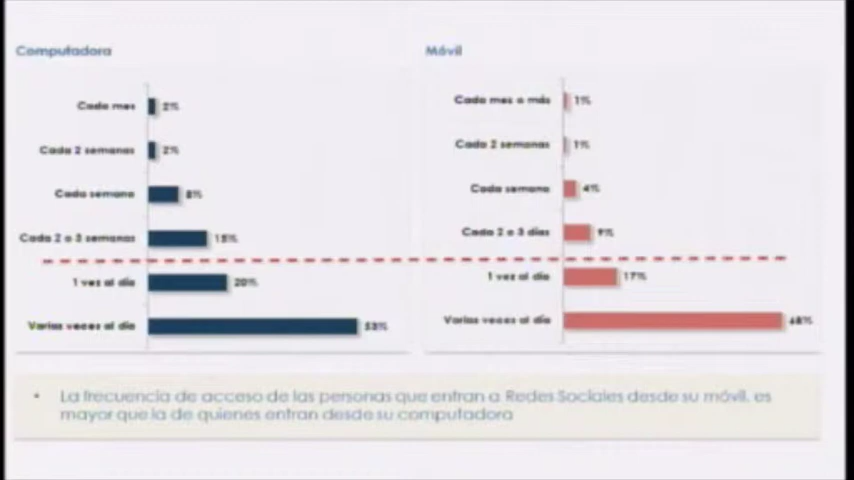 Computadora
Cada mes 2%
Cada 2 semanas 2%
Cada semana 8%
Cada 2 o 3 semanas 15%
1 vez al día 20%
Varias veces al día 53%
Móvil
Cada mes o más 1%
Cada 2 semanas 1%
Cada semana 4%
Cada 2 o 3 días 9%
1 vez al día 17%
Varias veces al día 68%
• La frecuencia de acceso de las personas que entran a Redes Sociales desde su móvil, es
mayor que la de quienes entran desde su computadora